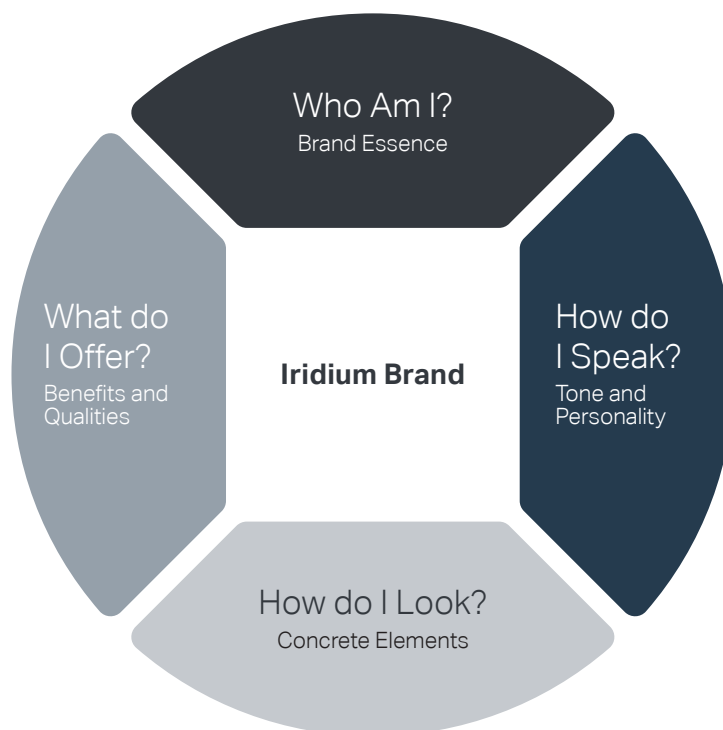 Who Am I?
Brand Essence
What do
I Offer?
Benefits and
Qualities
Iridium Brand
How do
I Speak?
Tone and
Personality
How do I Look?
Concrete Elements